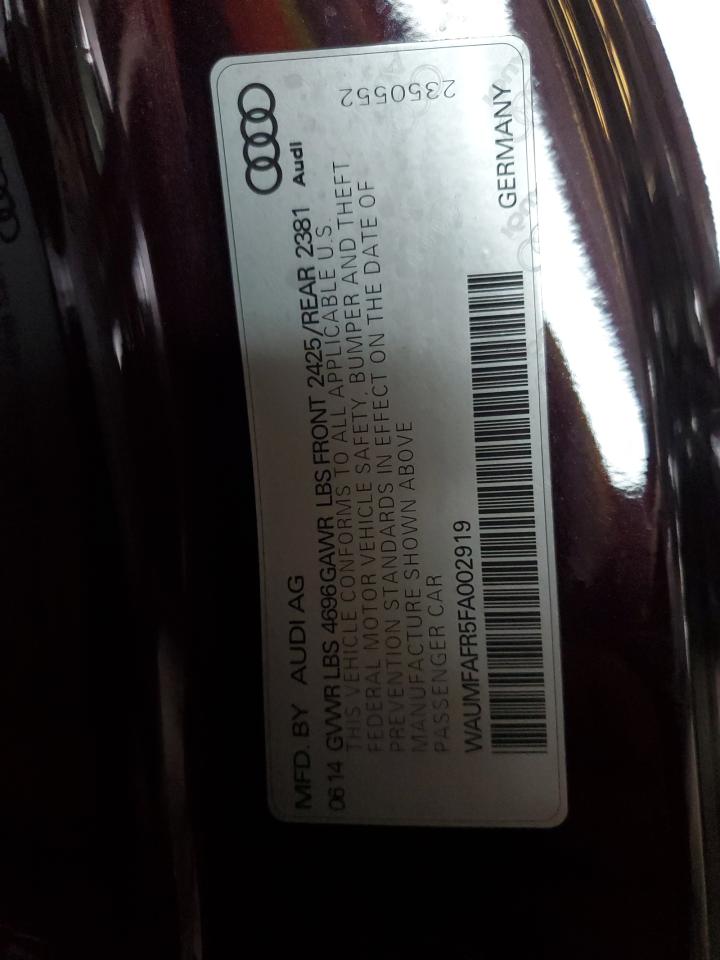 MFD. BY AUDI AG
Audi
0614 GVWR LBS 4696 GAWR LBS FRONT 2425/REAR 2381
THIS VEHICLE CONFORMS TO ALL APPLICABLE U.S.
FEDERAL MOTOR VEHICLE SAFETY, BUMPER AND THEFT
PREVENTION STANDARDS IN EFFECT ON THE DATE OF
MANUFACTURE SHOWN ABOVE
PASSENGER CAR
2350552
WAUMFAFR5FA002919
GERMANY